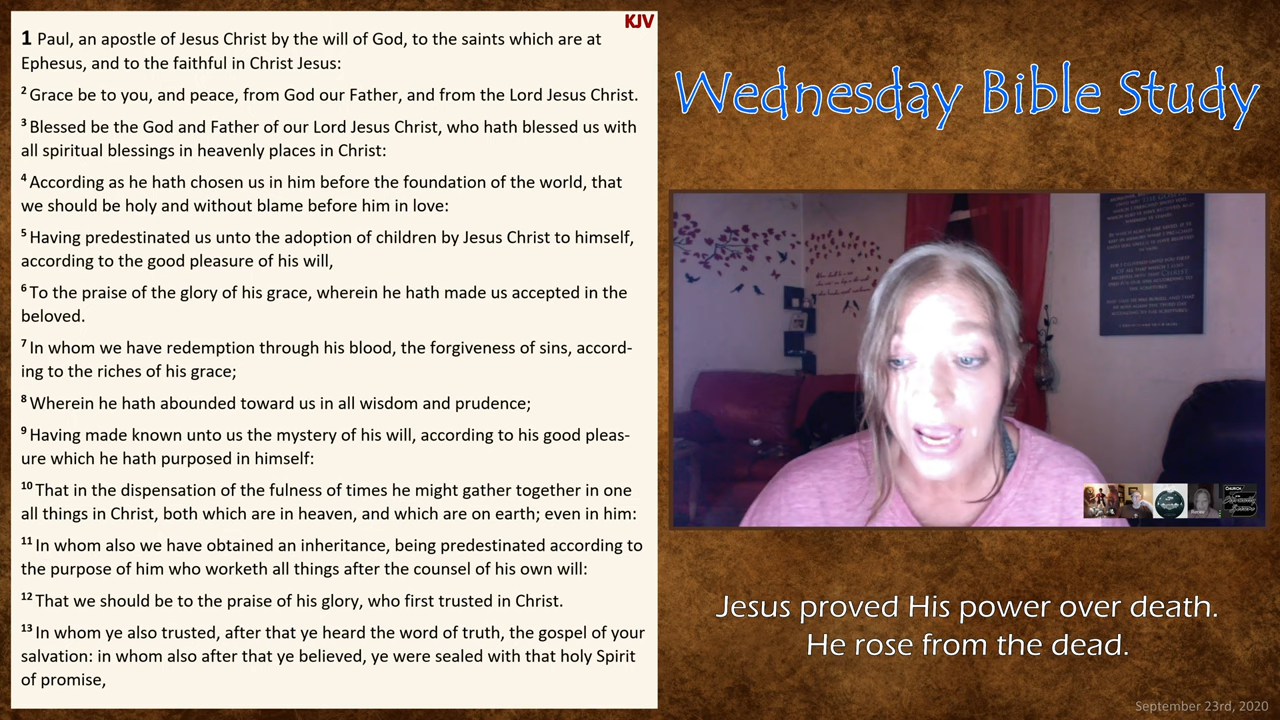 KJV
1 Paul, an apostle of Jesus Christ by the will of God, to the saints which are at
Ephesus, and to the faithful in Christ Jesus:
2 Grace be to you, and peace, from God our Father, and from the Lord Jesus Christ.
3 Blessed be the God and Father of our Lord Jesus Christ, who hath blessed us with
all spiritual blessings in heavenly places in Christ:
4 According as he hath chosen us in him before the foundation of the world, that
we should be holy and without blame before him in love:
5 Having predestinated us unto the adoption of children by Jesus Christ to himself,
according to the good pleasure of his will,
6 To the praise of the glory of his grace, wherein he hath made us accepted in the
beloved.
7 In whom we have redemption through his blood, the forgiveness of sins, accord-
ing to the riches of his grace;
8 Wherein he hath abounded toward us in all wisdom and prudence;
9 Having made known unto us the mystery of his will, according to his good pleas-
ure which he hath purposed in himself:
10 That in the dispensation of the fulness of times he might gather together in one
all things in Christ, both which are in heaven, and which are on earth; even in him:
11 In whom also we have obtained an inheritance, being predestinated according to
the purpose of him who worketh all things after the counsel of his own will:
12 That we should be to the praise of his glory, who first trusted in Christ.
13 In whom ye also trusted, after that ye heard the word of truth, the gospel of your
salvation: in whom also after that ye believed, ye were sealed with that holy Spirit
of promise,
Wednesday Bible Study
CHURCH
Jesus proved His power over death.
He rose from the dead.
September 23rd, 2020